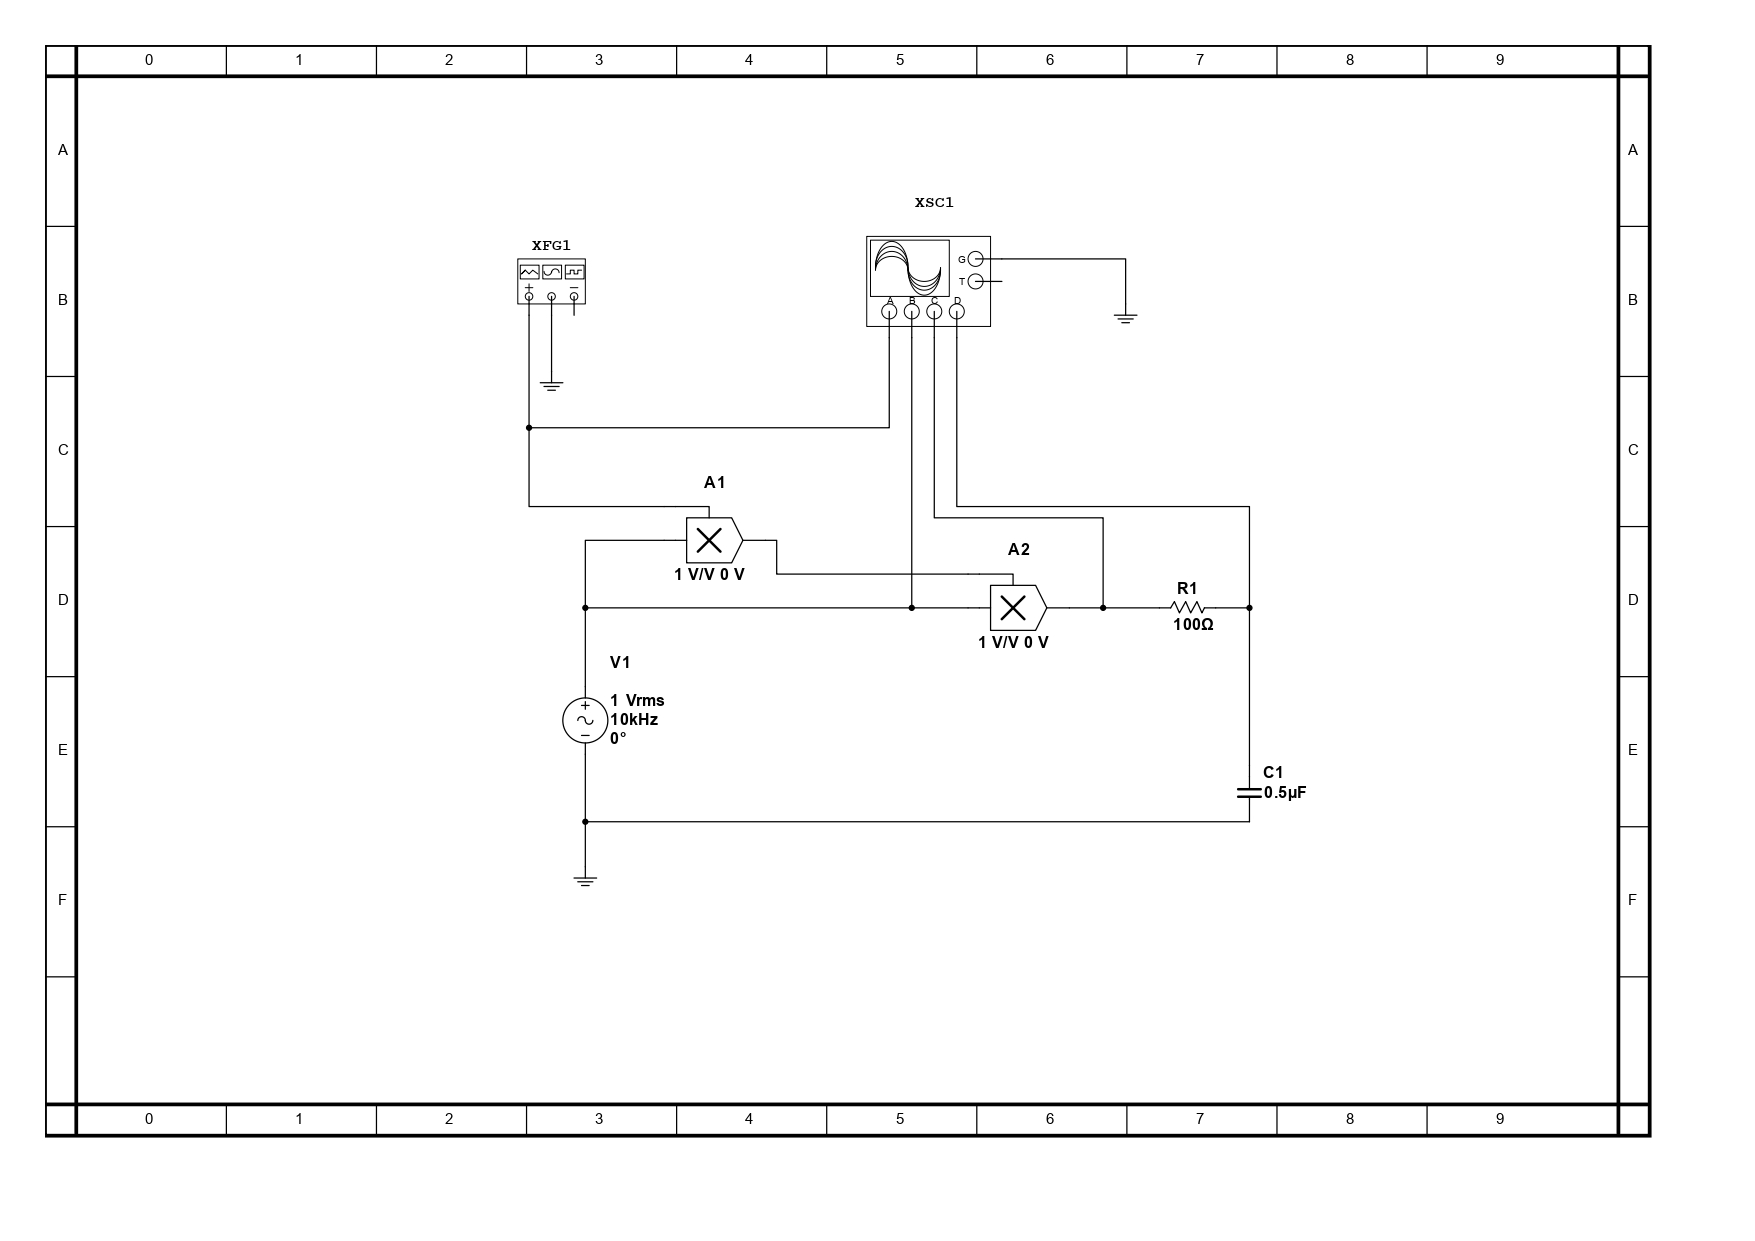 0 1 2 3 4 5 6 7 8 9
A A
XSC1
XFG1
G
T
+ −
A B C D
B B
C C
A1
1 V/V 0 V
A2
1 V/V 0 V
R1
100Ω
D D
V1
1 Vrms
10kHz
0°
+
−
E E
C1
0.5µF
F F
0 1 2 3 4 5 6 7 8 9